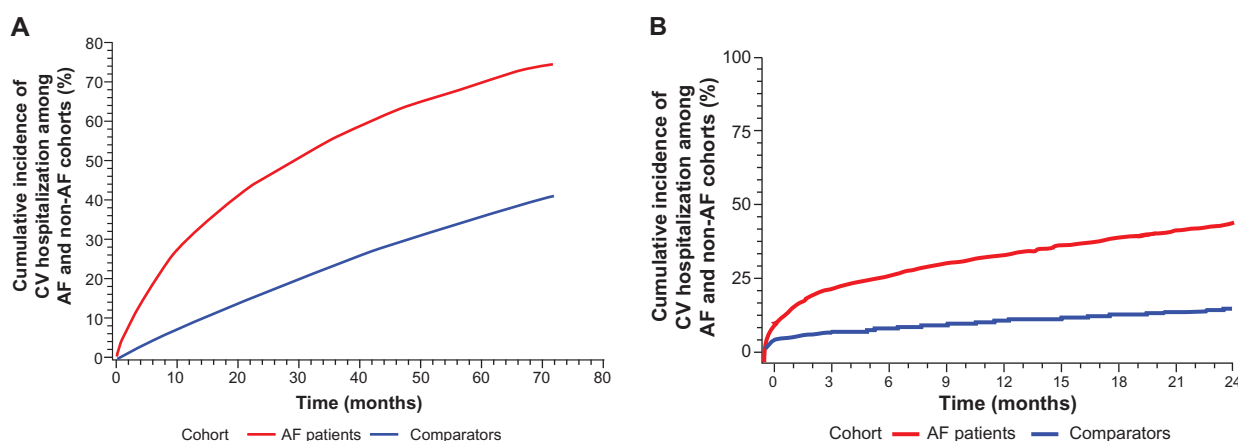 A
Cumulative incidence of
CV hospitalization among
AF and non-AF cohorts (%)
80
70
60
50
40
30
20
10
0
0 10 20 30 40 50 60 70 80
Time (months)
Cohort AF patients Comparators
B
Cumulative incidence of
CV hospitalization among
AF and non-AF cohorts (%)
100
75
50
25
0
0 3 6 9 12 15 18 21 24
Time (months)
Cohort AF patients Comparators